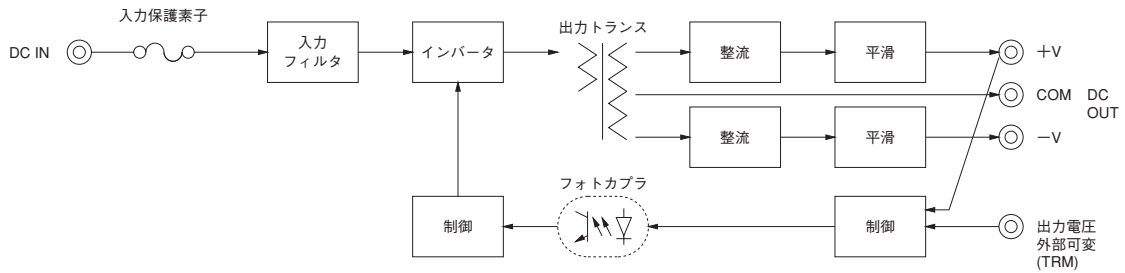 入力保護素子
DC IN
入力
フィルタ
インバータ
出力トランス
整流
平滑
+V
COM
DC
OUT
整流
平滑
−V
制御
フォトカプラ
制御
出力電圧
外部可変
(TRM)